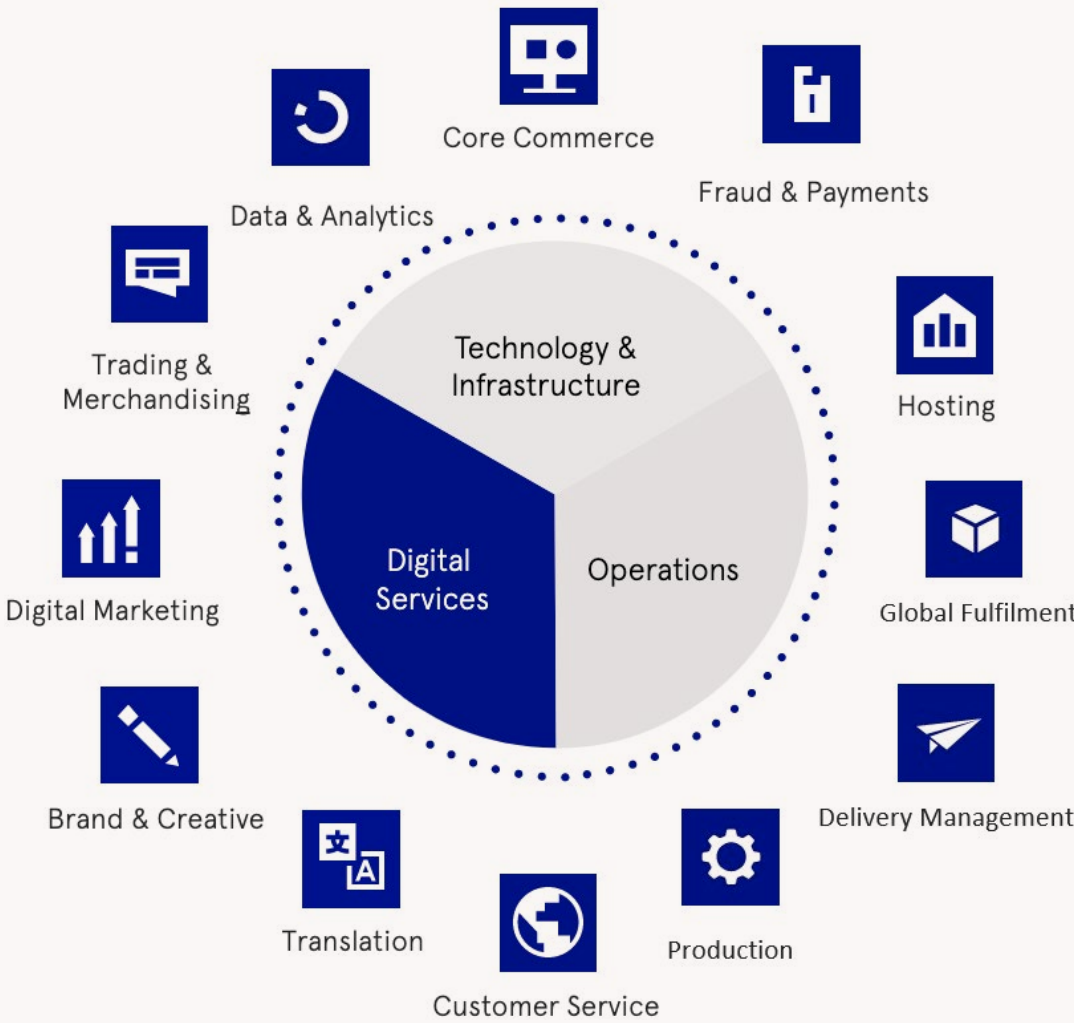 Core Commerce
Fraud & Payments
Data & Analytics
Trading &
Merchandising
Technology &
Infrastructure
Hosting
Digital
Services
Operations
Digital Marketing
Global Fulfilment
Brand & Creative
Delivery Management
文
A
Translation
Production
Customer Service